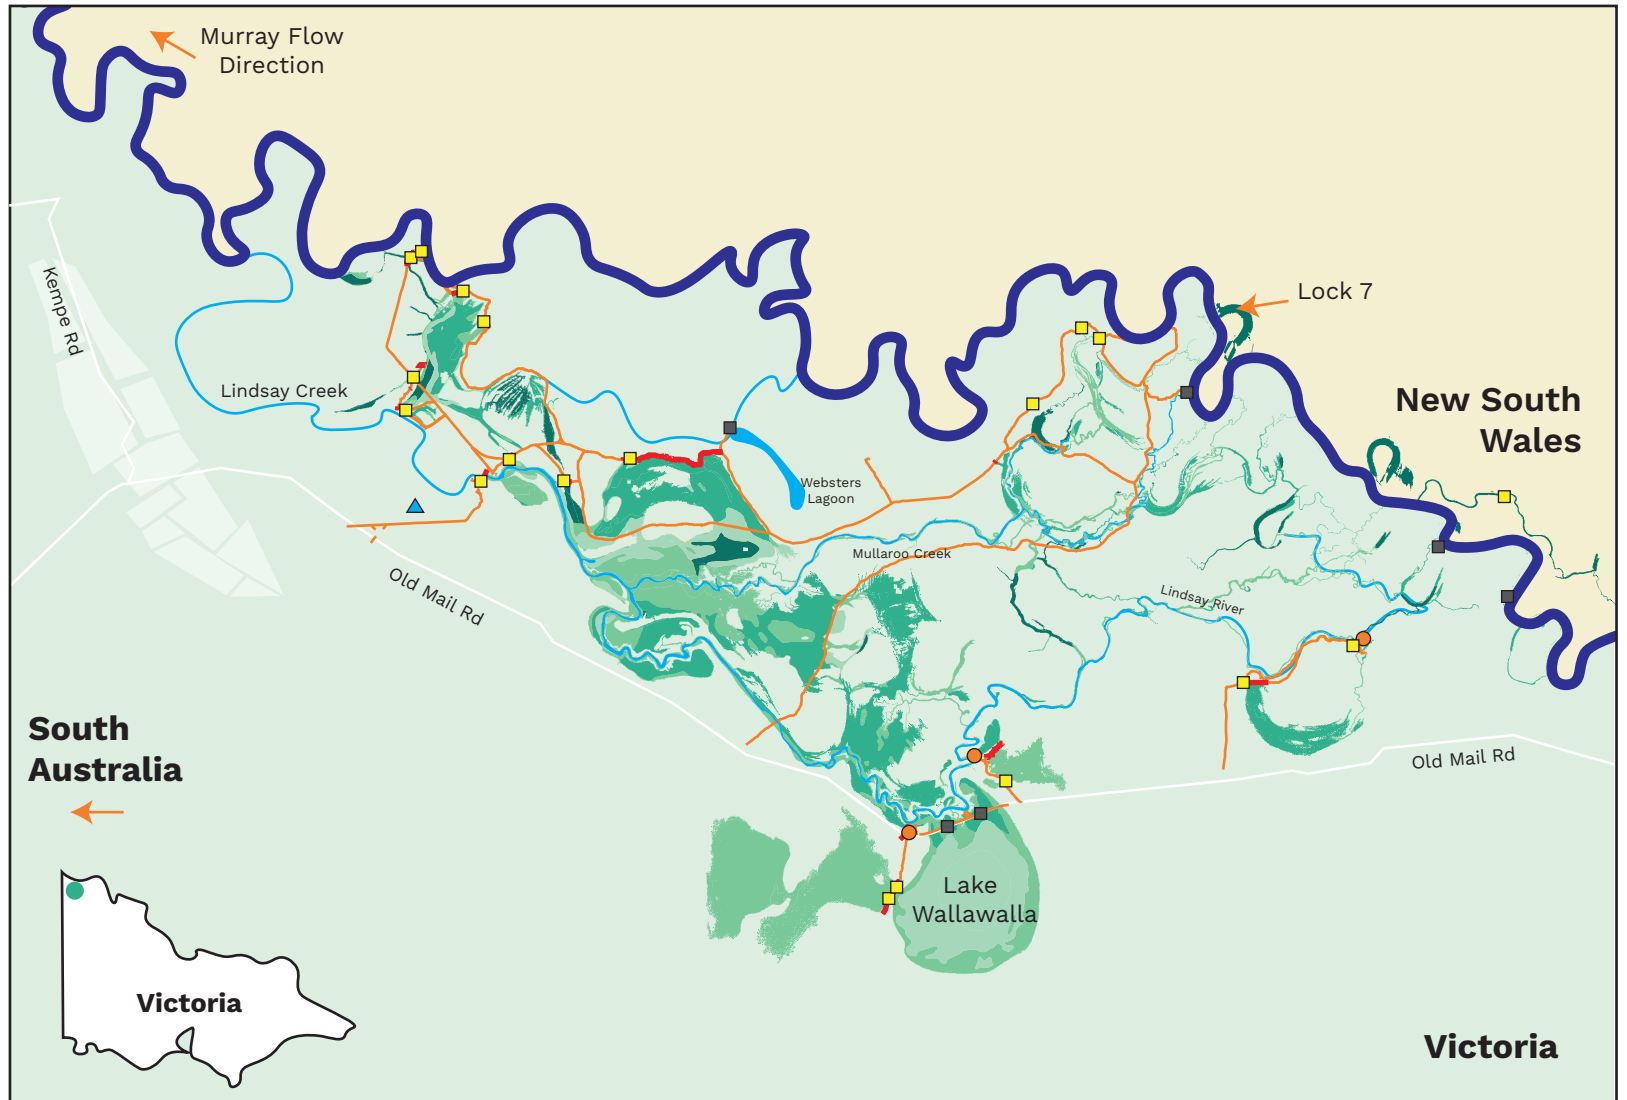 Murray Flow
Direction
Lock 7
Kempe Rd
Lindsay Creek
New South
Wales
Websters
Lagoon
Mullaroo Creek
Old Mail Rd
Lindsay River
South
Australia
Old Mail Rd
Lake
Wallawalla
Victoria
Victoria